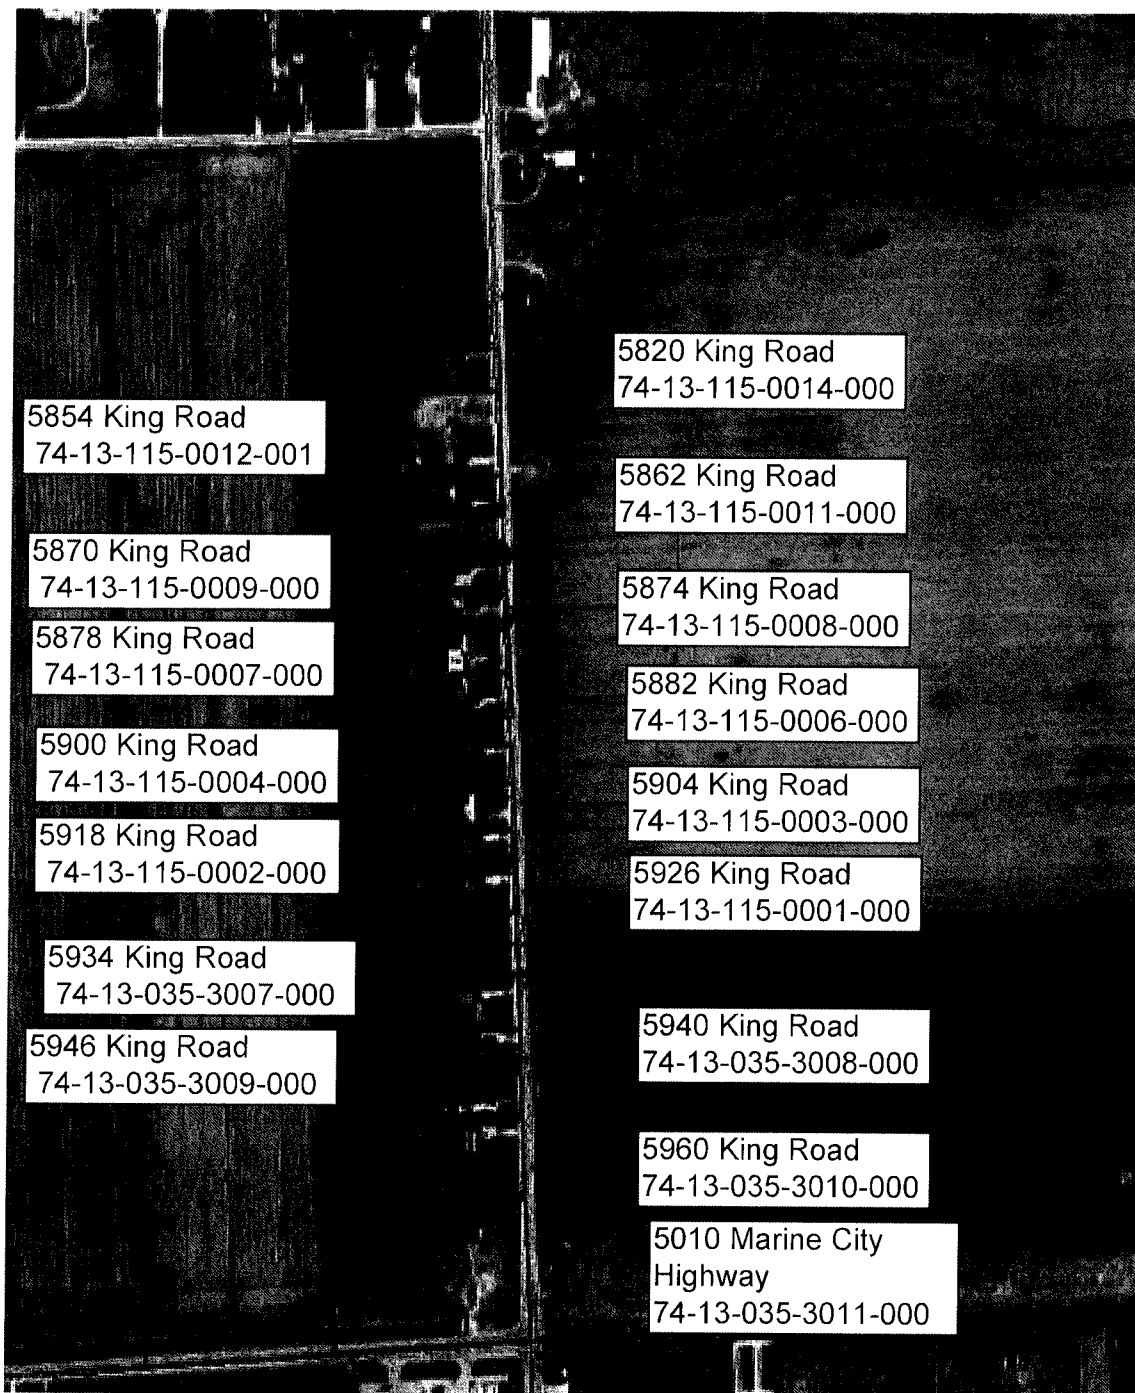 5820 King Road
74-13-115-0014-000
5854 King Road
74-13-115-0012-001
5862 King Road
74-13-115-0011-000
5870 King Road
74-13-115-0009-000
5874 King Road
74-13-115-0008-000
5878 King Road
74-13-115-0007-000
5882 King Road
74-13-115-0006-000
5900 King Road
74-13-115-0004-000
5904 King Road
74-13-115-0003-000
5918 King Road
74-13-115-0002-000
5926 King Road
74-13-115-0001-000
5934 King Road
74-13-035-3007-000
5940 King Road
74-13-035-3008-000
5946 King Road
74-13-035-3009-000
5960 King Road
74-13-035-3010-000
5010 Marine City
Highway
74-13-035-3011-000